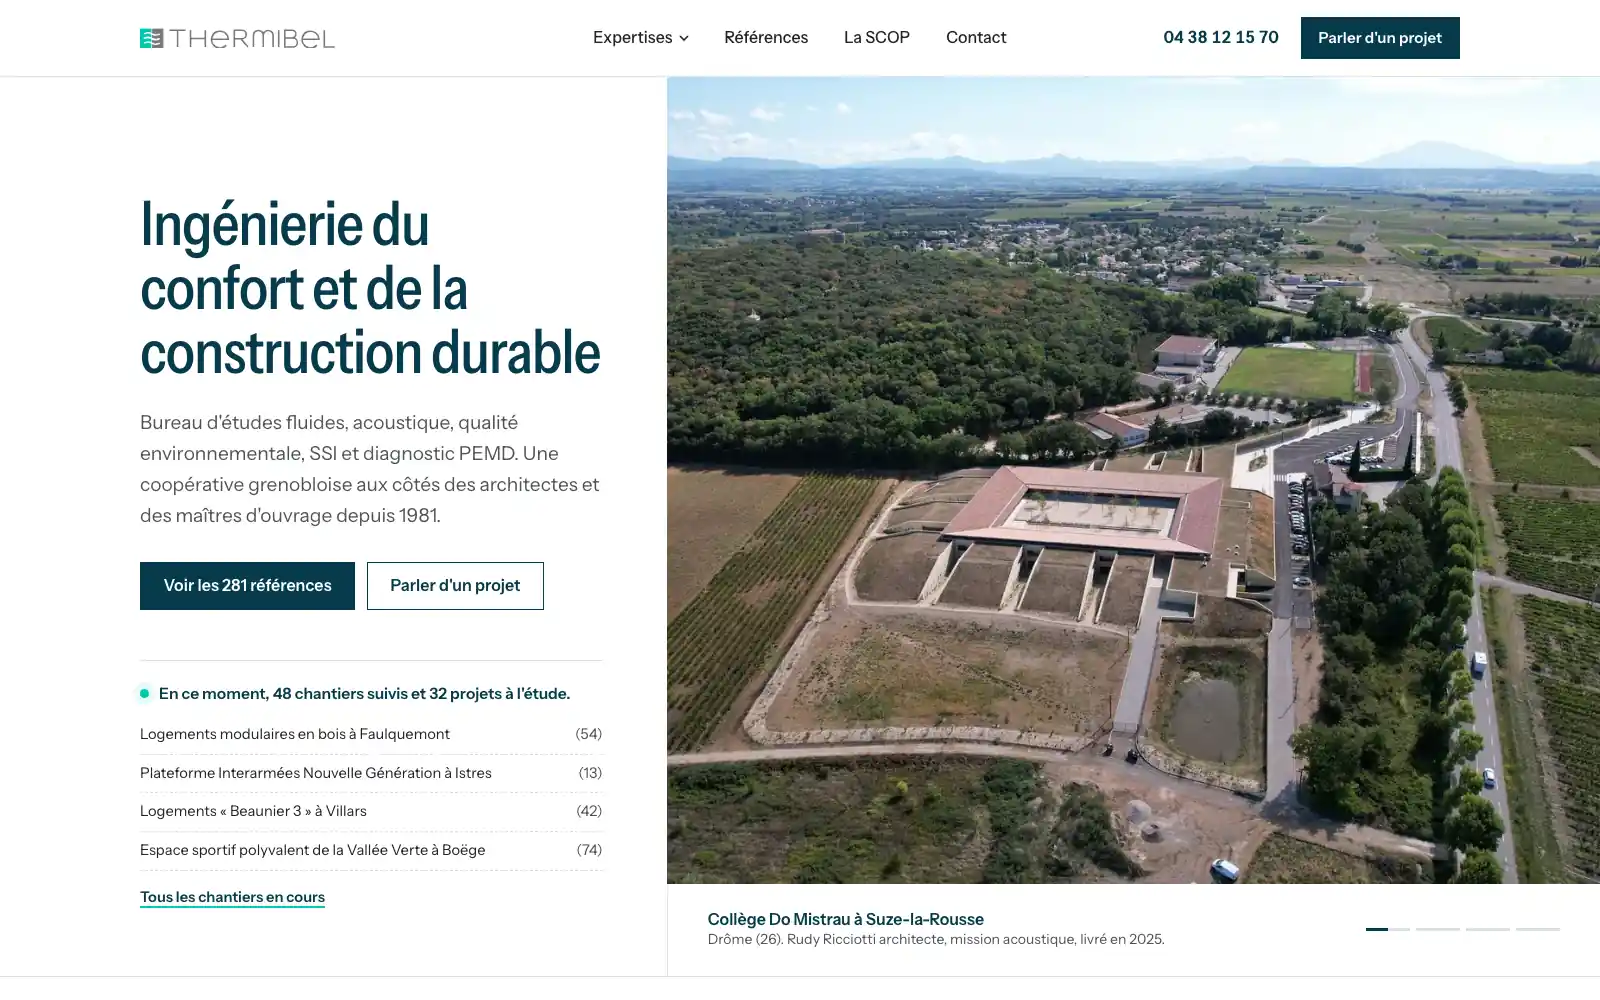 THERMIBEL
Expertises
Références
La SCOP
Contact
04 38 12 15 70
Parler d'un projet
Ingénierie du
confort et de la
construction durable
Bureau d'études fluides, acoustique, qualité
environnementale, SSI et diagnostic PEMD. Une
coopérative grenobloise aux côtés des architectes et
des maîtres d'ouvrage depuis 1981.
Voir les 281 références
Parler d'un projet
En ce moment, 48 chantiers suivis et 32 projets à l'étude.
Logements modulaires en bois à Faulquemont (54)
Plateforme Interarmées Nouvelle Génération à Istres (13)
Logements « Beaunier 3 » à Villars (42)
Espace sportif polyvalent de la Vallée Verte à Boëge (74)
Tous les chantiers en cours
Collège Do Mistrau à Suze-la-Rousse
Drôme (26). Rudy Ricciotti architecte, mission acoustique, livré en 2025.